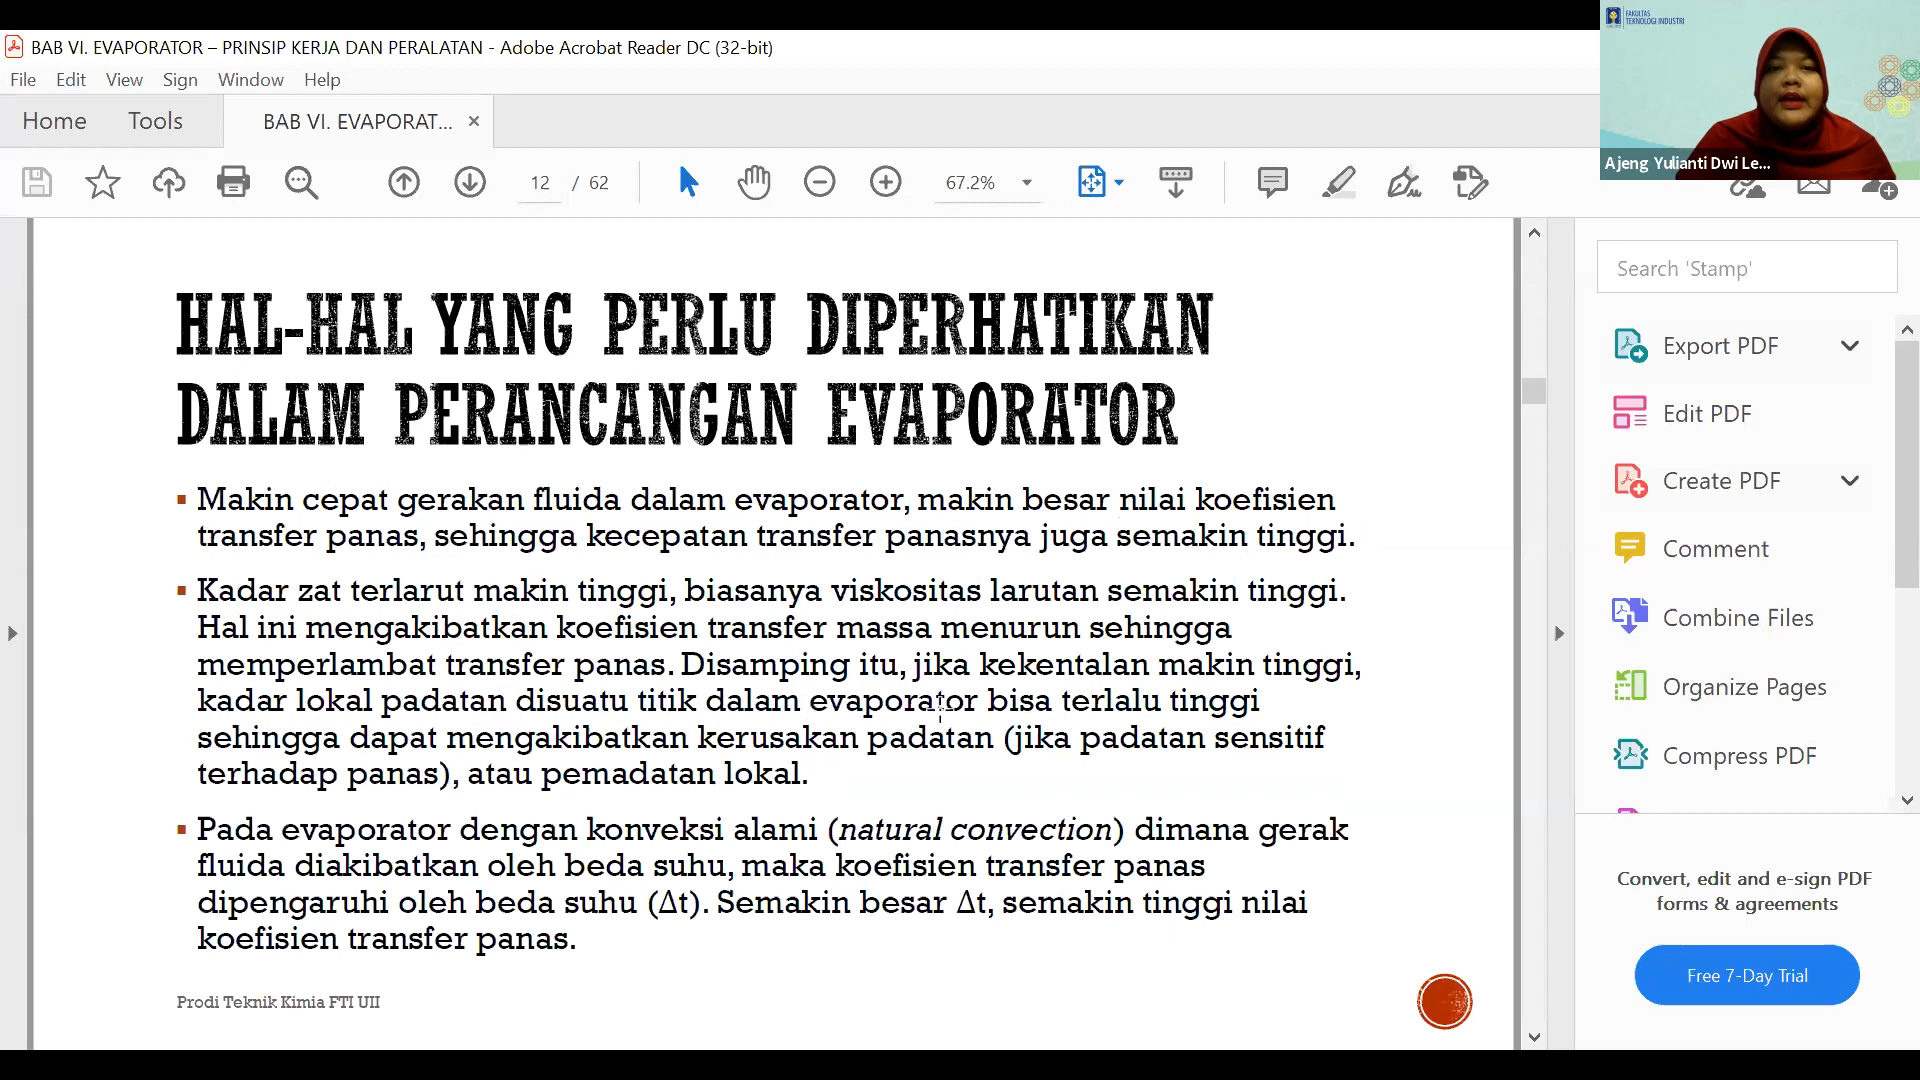 BAB VI. EVAPORATOR – PRINSIP KERJA DAN PERALATAN - Adobe Acrobat Reader DC (32-bit)
File Edit View Sign Window Help
Home Tools BAB VI. EVAPORAT... ×
12 / 62 67.2%
FAKULTAS
TEKNOLOGI INDUSTRI
Ajeng Yulianti Dwi Le...
HAL-HAL YANG PERLU DIPERHATIKAN
DALAM PERANCANGAN EVAPORATOR
▪ Makin cepat gerakan fluida dalam evaporator, makin besar nilai koefisien
transfer panas, sehingga kecepatan transfer panasnya juga semakin tinggi.
▪ Kadar zat terlarut makin tinggi, biasanya viskositas larutan semakin tinggi.
Hal ini mengakibatkan koefisien transfer massa menurun sehingga
memperlambat transfer panas. Disamping itu, jika kekentalan makin tinggi,
kadar lokal padatan disuatu titik dalam evaporator bisa terlalu tinggi
sehingga dapat mengakibatkan kerusakan padatan (jika padatan sensitif
terhadap panas), atau pemadatan lokal.
▪ Pada evaporator dengan konveksi alami (natural convection) dimana gerak
fluida diakibatkan oleh beda suhu, maka koefisien transfer panas
dipengaruhi oleh beda suhu (Δt). Semakin besar Δt, semakin tinggi nilai
koefisien transfer panas.
Prodi Teknik Kimia FTI UII
Search 'Stamp'
Export PDF
Edit PDF
Create PDF
Comment
Combine Files
Organize Pages
Compress PDF
Convert, edit and e-sign PDF
forms & agreements
Free 7-Day Trial